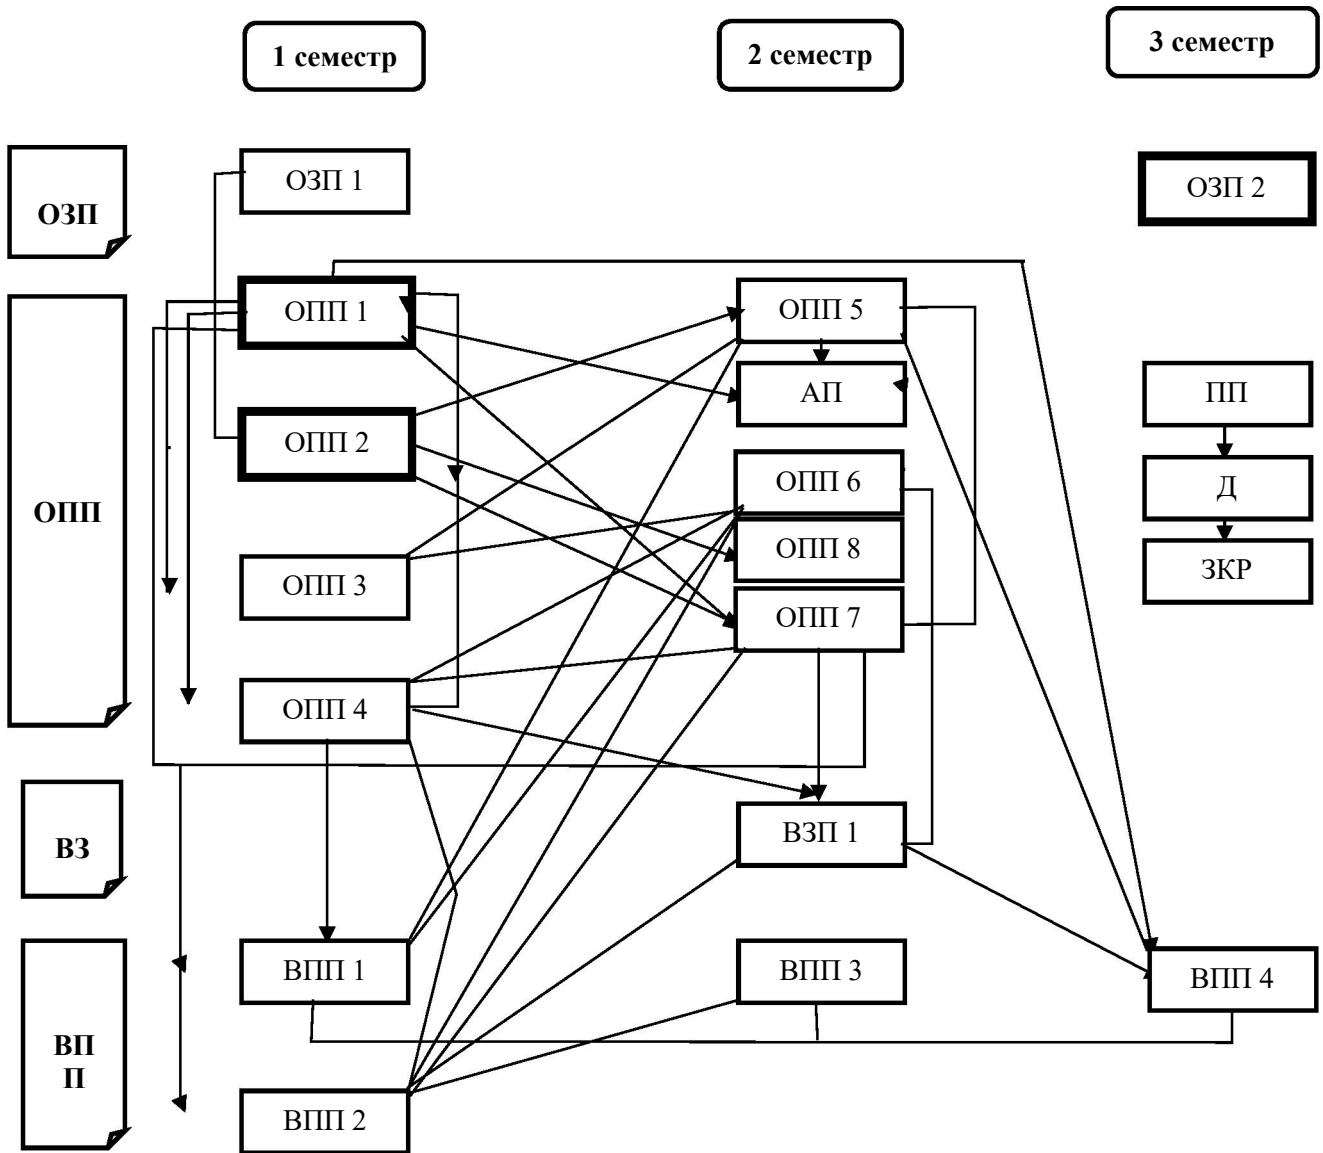 1 семестр
2 семестр
3 семестр
ОЗП
ОЗП 1
ОЗП 2
ОПП
ОПП 1
ОПП 5
АП
ПП
ОПП 2
ОПП 6
Д
ОПП 8
ОПП 3
ЗКР
ОПП 7
ОПП 4
ВЗ
ВЗП 1
ВП
П
ВПП 1
ВПП 3
ВПП 4
ВПП 2